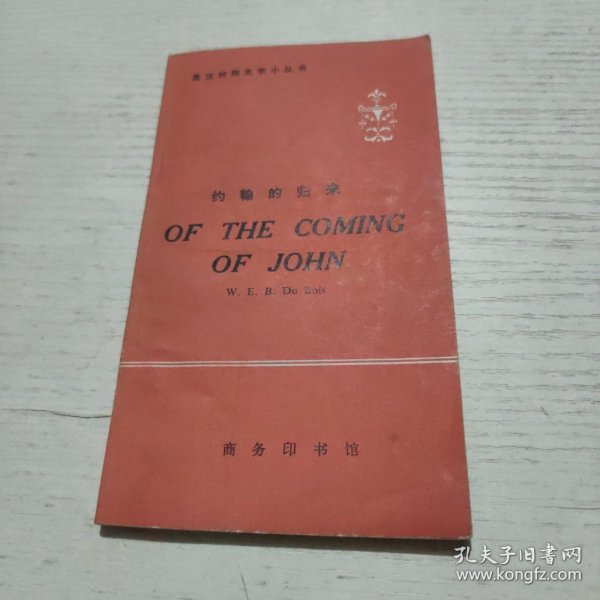 英汉对照文学小丛书
约翰的归来
OF THE COMING
OF JOHN
W. E. B. Du Bois
商务印书馆
孔夫子旧书网
www.kongfz.com